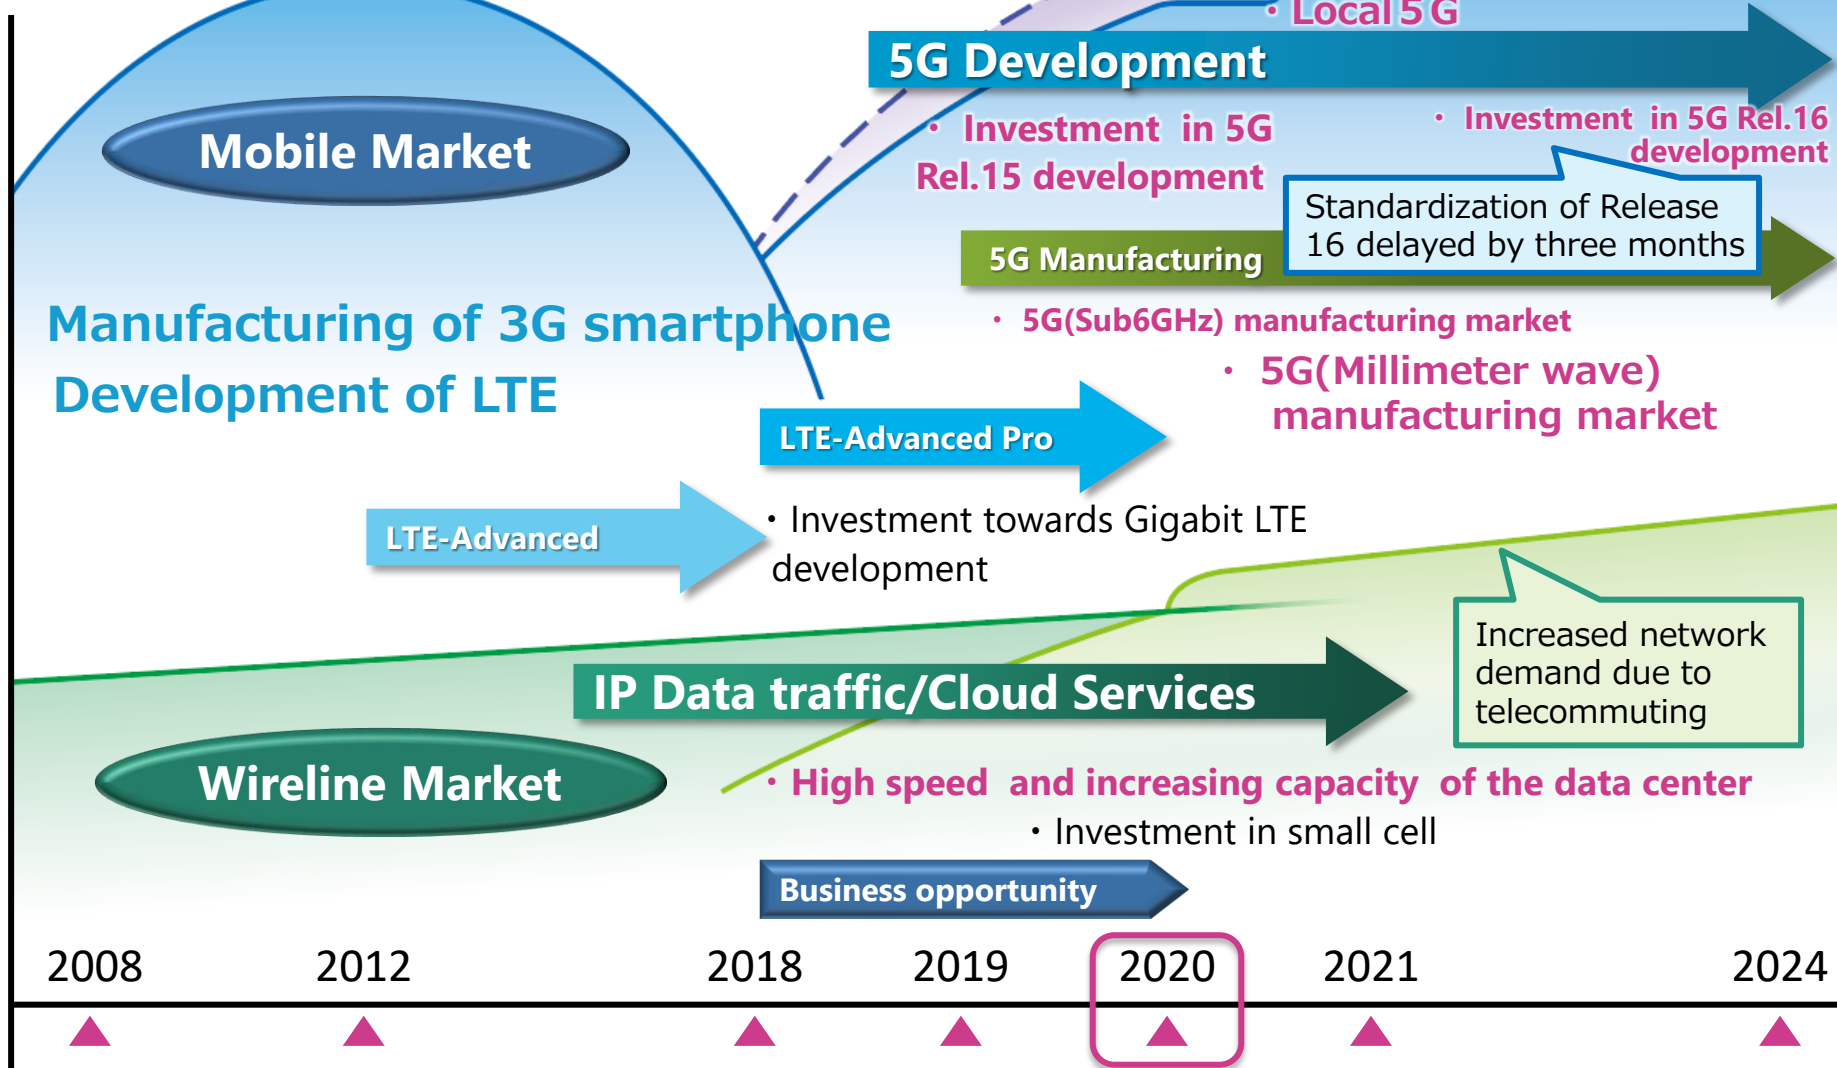 ・Local 5G
5G Development
・ Investment in 5G
Rel.15 development
・ Investment in 5G Rel.16
development
Mobile Market
Standardization of Release
16 delayed by three months
5G Manufacturing
・ 5G(Sub6GHz) manufacturing market
・ 5G(Millimeter wave)
manufacturing market
Manufacturing of 3G smartphone
Development of LTE
LTE-Advanced Pro
LTE-Advanced
・Investment towards Gigabit LTE
development
Increased network
demand due to
telecommuting
IP Data traffic/Cloud Services
Wireline Market
・High speed and increasing capacity of the data center
・Investment in small cell
Business opportunity
2008 2012 2018 2019 2020 2021 2024